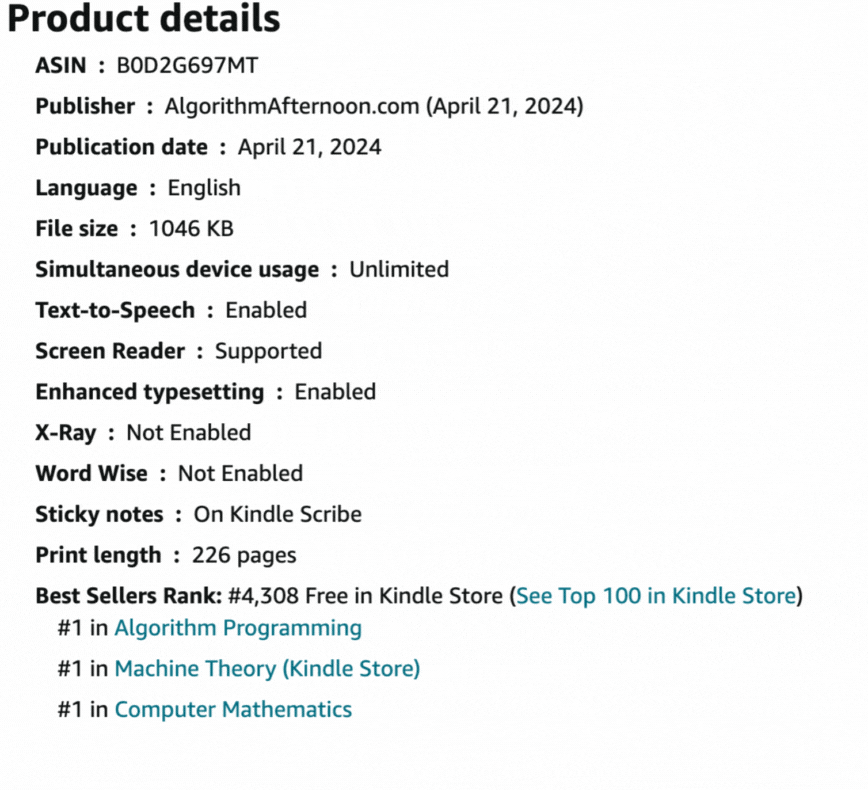 Product details
ASIN : B0D2G697MT
Publisher : AlgorithmAfternoon.com (April 21, 2024)
Publication date : April 21, 2024
Language : English
File size : 1046 KB
Simultaneous device usage : Unlimited
Text-to-Speech : Enabled
Screen Reader : Supported
Enhanced typesetting : Enabled
X-Ray : Not Enabled
Word Wise : Not Enabled
Sticky notes : On Kindle Scribe
Print length : 226 pages
Best Sellers Rank: #4,308 Free in Kindle Store (See Top 100 in Kindle Store)
#1 in Algorithm Programming
#1 in Machine Theory (Kindle Store)
#1 in Computer Mathematics